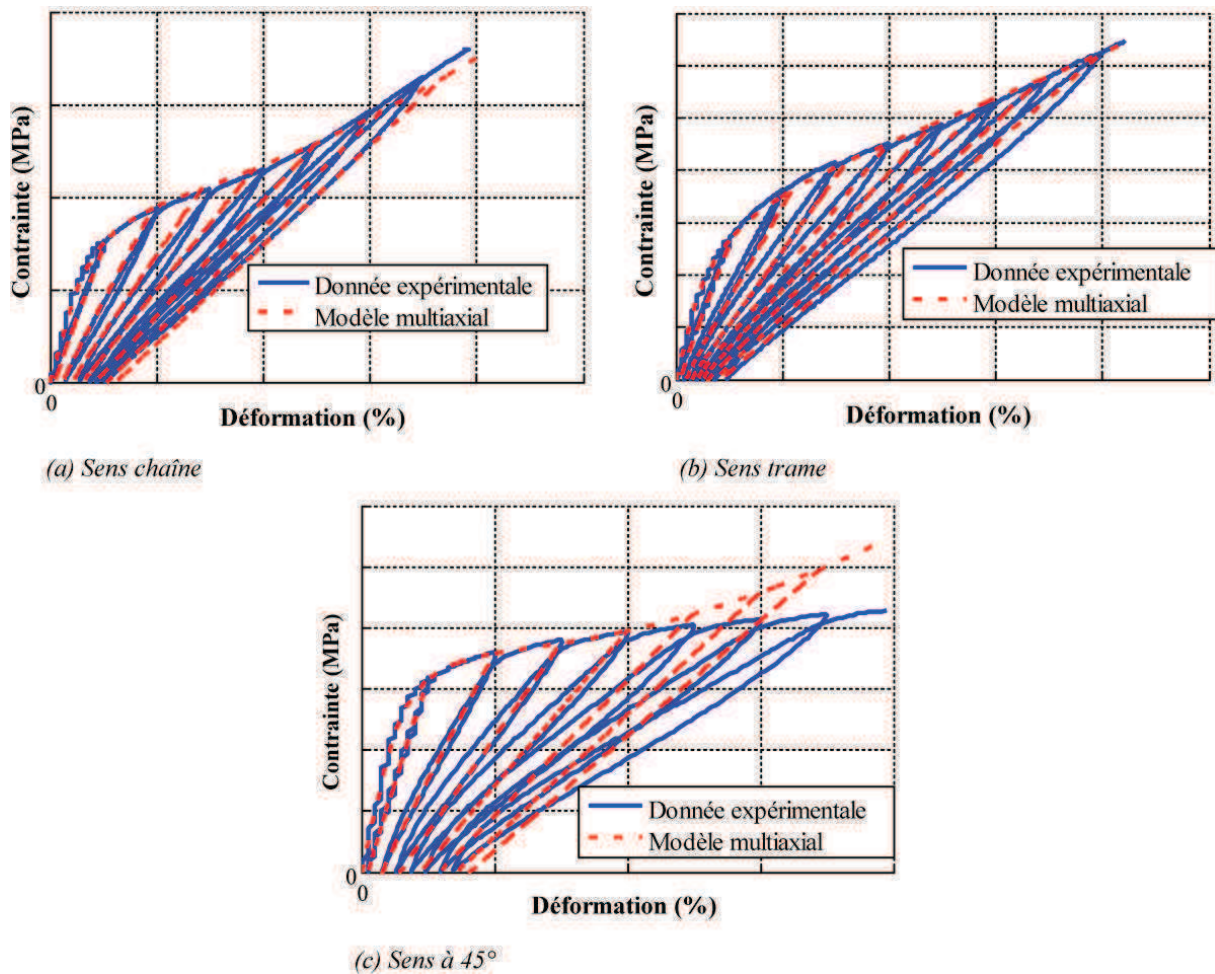 Contrainte (MPa)
Donnée expérimentale
Modèle multiaxial
0
0
Déformation (%)
(a) Sens chaîne
Contrainte (MPa)
Donnée expérimentale
Modèle multiaxial
0
0
Déformation (%)
(b) Sens trame
Contrainte (MPa)
Donnée expérimentale
Modèle multiaxial
0
0
Déformation (%)
(c) Sens à 45°